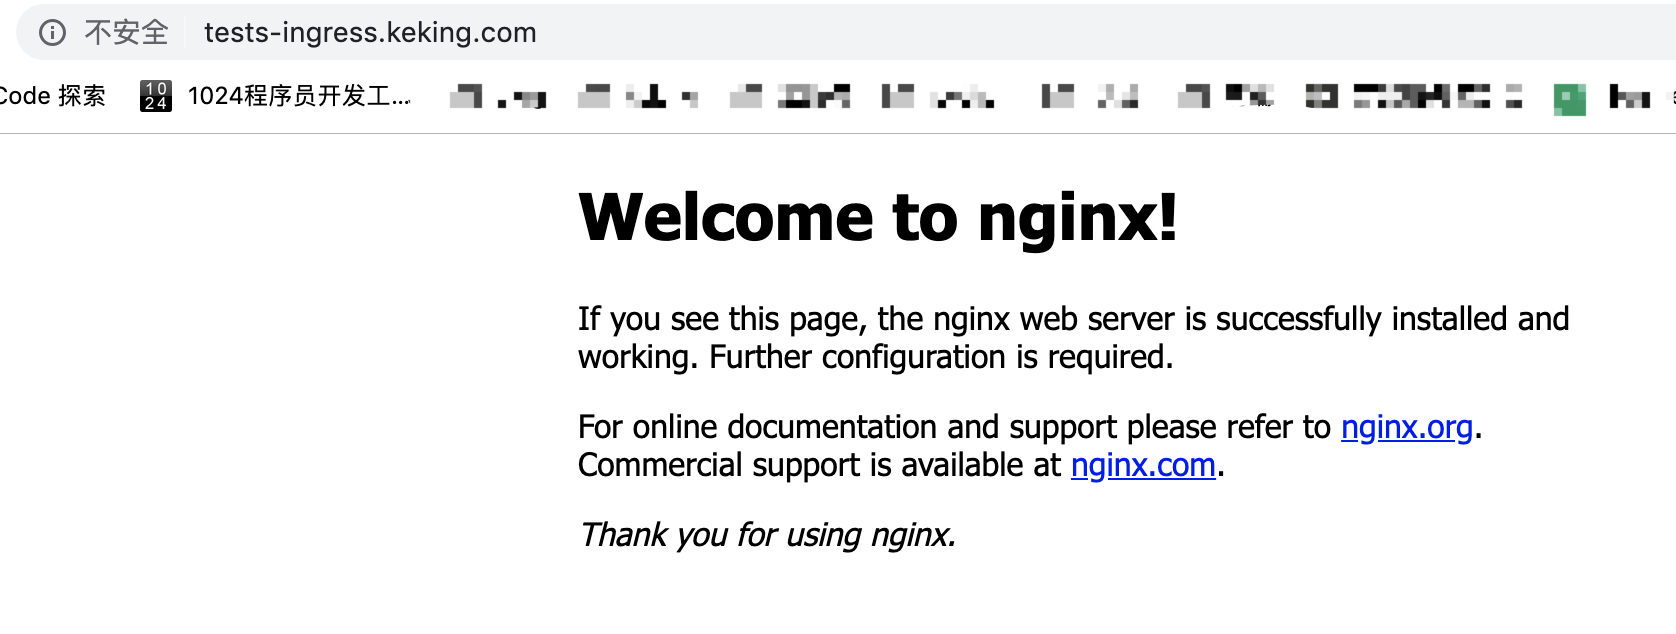 不安全 tests-ingress.keking.com
Code 探索 1024 1024程序员开发工...
Welcome to nginx!
If you see this page, the nginx web server is successfully installed and
working. Further configuration is required.
For online documentation and support please refer to nginx.org.
Commercial support is available at nginx.com.
Thank you for using nginx.